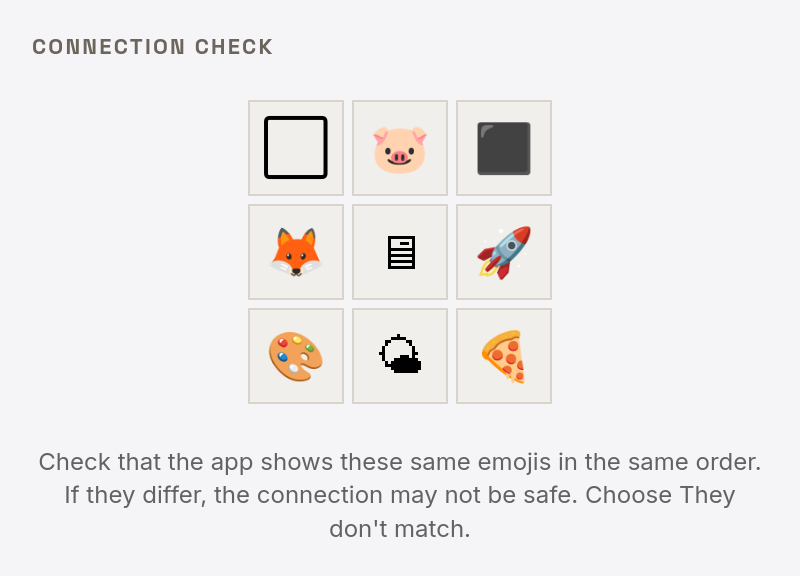 CONNECTION CHECK
Check that the app shows these same emojis in the same order.
If they differ, the connection may not be safe. Choose They
don't match.